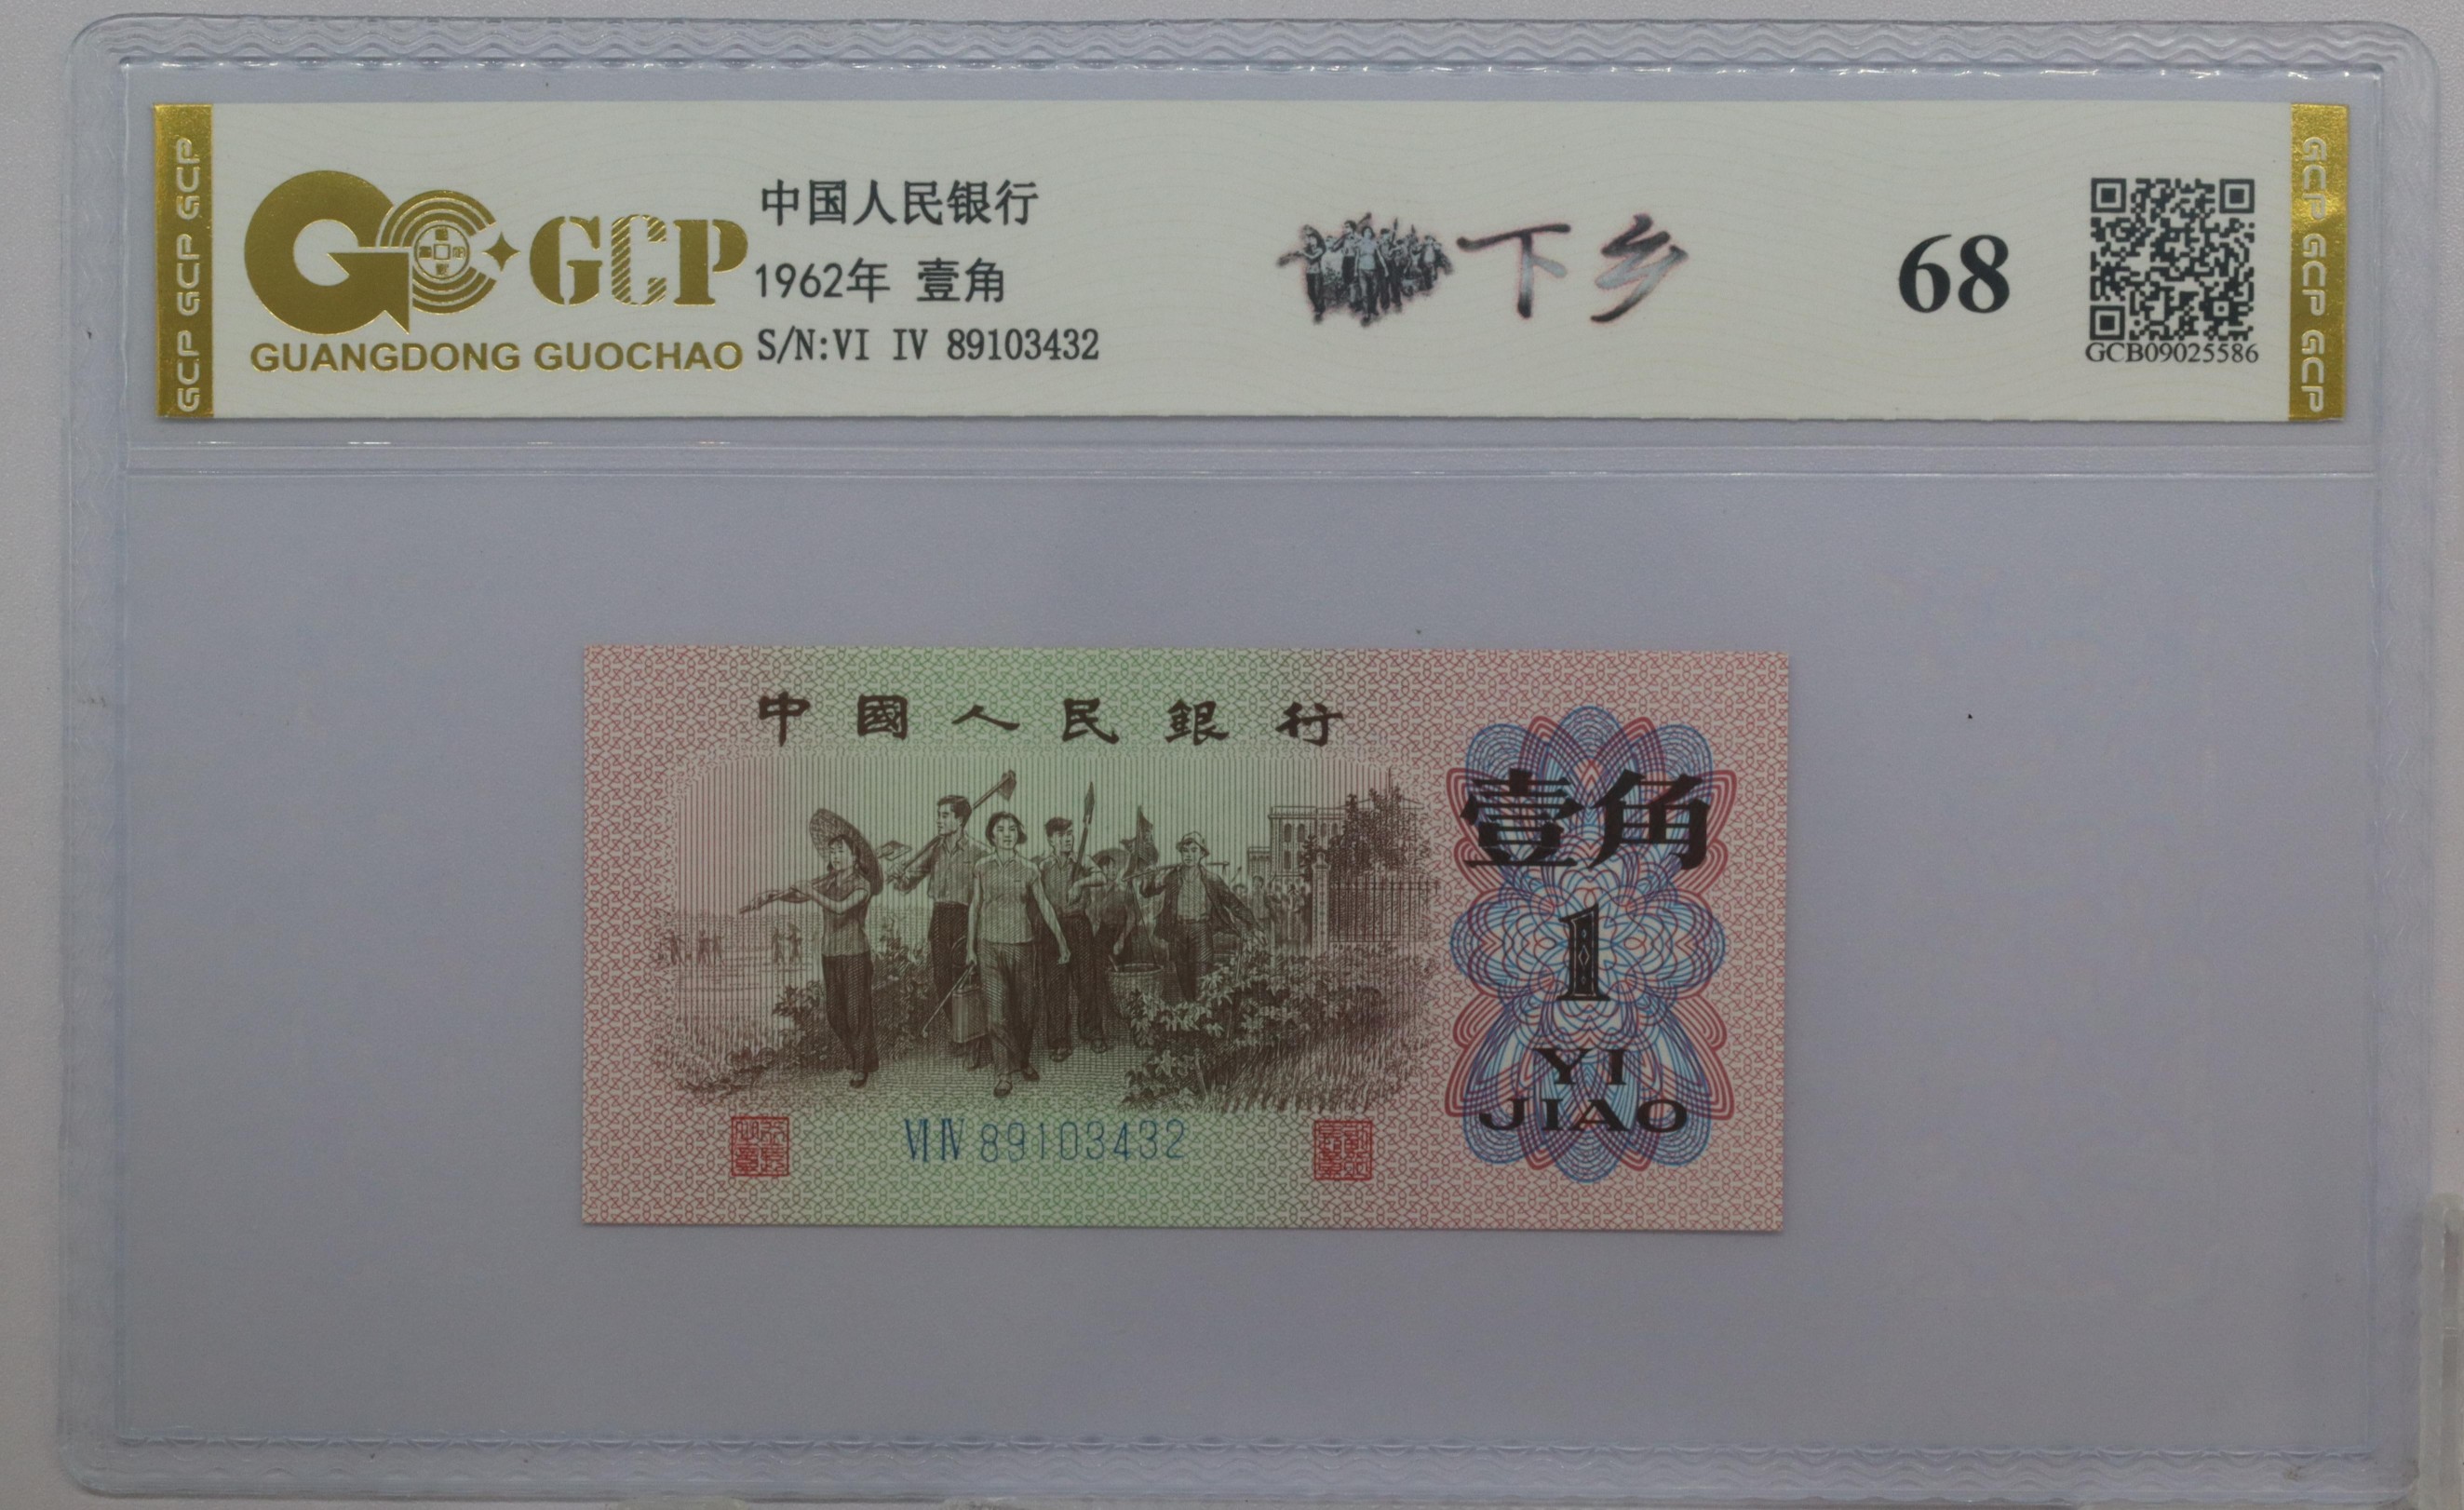 GCP GCP GCP
GCP
GUANGDONG GUOCHAO
中国人民银行
1962年 壹角
S/N:VI IV 89103432
下乡
68
GCB09025586
GCP GCP GCP
中國人民銀行
壹角
1
YI
JIAO
VI IV 89103432